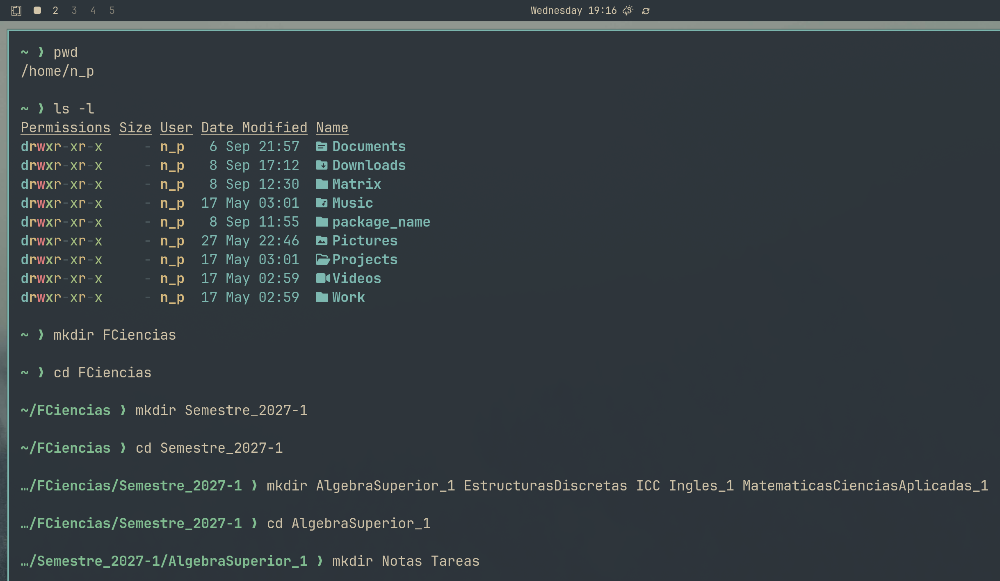 2 3 4 5 Wednesday 19:16
~ ❯ pwd
/home/n_p
~ ❯ ls -l
Permissions Size User Date Modified Name
drwxr-xr-x - n_p 6 Sep 21:57 Documents
drwxr-xr-x - n_p 8 Sep 17:12 Downloads
drwxr-xr-x - n_p 8 Sep 12:30 Matrix
drwxr-xr-x - n_p 17 May 03:01 Music
drwxr-xr-x - n_p 8 Sep 11:55 package_name
drwxr-xr-x - n_p 27 May 22:46 Pictures
drwxr-xr-x - n_p 17 May 03:01 Projects
drwxr-xr-x - n_p 17 May 02:59 Videos
drwxr-xr-x - n_p 17 May 02:59 Work
~ ❯ mkdir FCiencias
~ ❯ cd FCiencias
~/FCiencias ❯ mkdir Semestre_2027-1
~/FCiencias ❯ cd Semestre_2027-1
…/FCiencias/Semestre_2027-1 ❯ mkdir AlgebraSuperior_1 EstructurasDiscretas ICC Ingles_1 MatematicasCienciasAplicadas_1
…/FCiencias/Semestre_2027-1 ❯ cd AlgebraSuperior_1
…/Semestre_2027-1/AlgebraSuperior_1 ❯ mkdir Notas Tareas